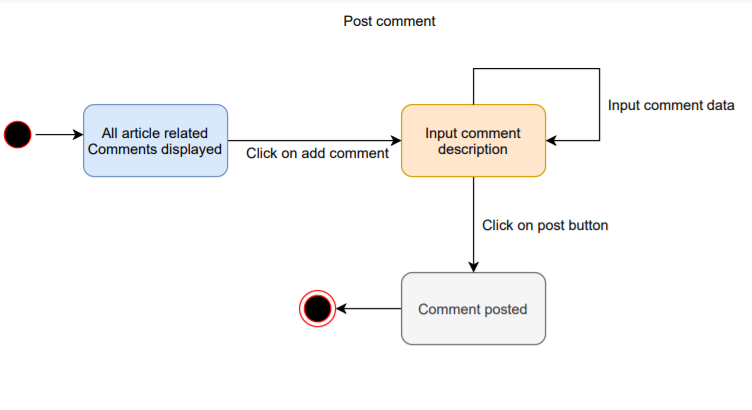 Post comment
All article related
Comments displayed
Click on add comment
Input comment
description
Input comment data
Click on post button
Comment posted